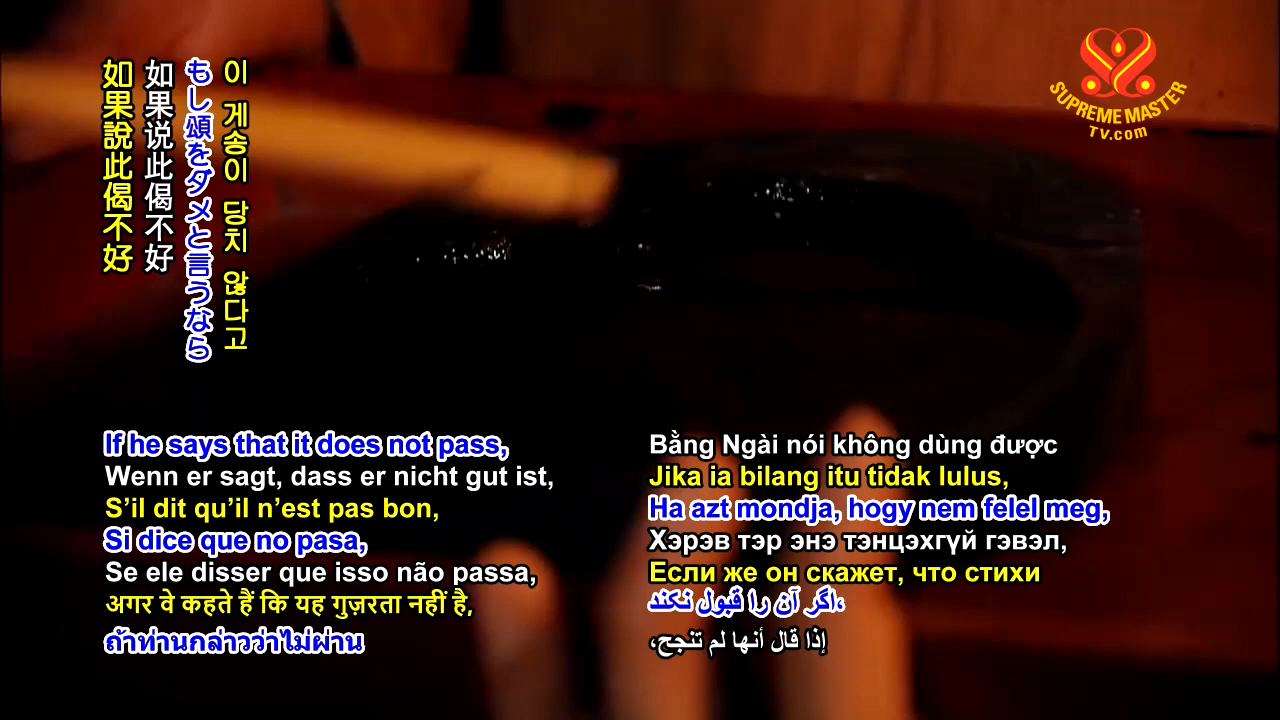 如果說此偈不好
如果说此偈不好
もし頌をダメと言うなら
이 게송이 당치 않다고
SUPREME MASTER
TV.com
If he says that it does not pass,
Wenn er sagt, dass er nicht gut ist,
S’il dit qu’il n’est pas bon,
Si dice que no pasa,
Se ele disser que isso não passa,
अगर वे कहते हैं कि यह गुज़रता नहीं है,
ถ้าท่านกล่าวว่าไม่ผ่าน
Bằng Ngài nói không dùng được
Jika ia bilang itu tidak lulus,
Ha azt mondja, hogy nem felel meg,
Хэрэв тэр энэ тэнцэхгүй гэвэл,
Если же он скажет, что стихи
اگر آن را قبول نکند،
إذا قال أنها لم تنجح،